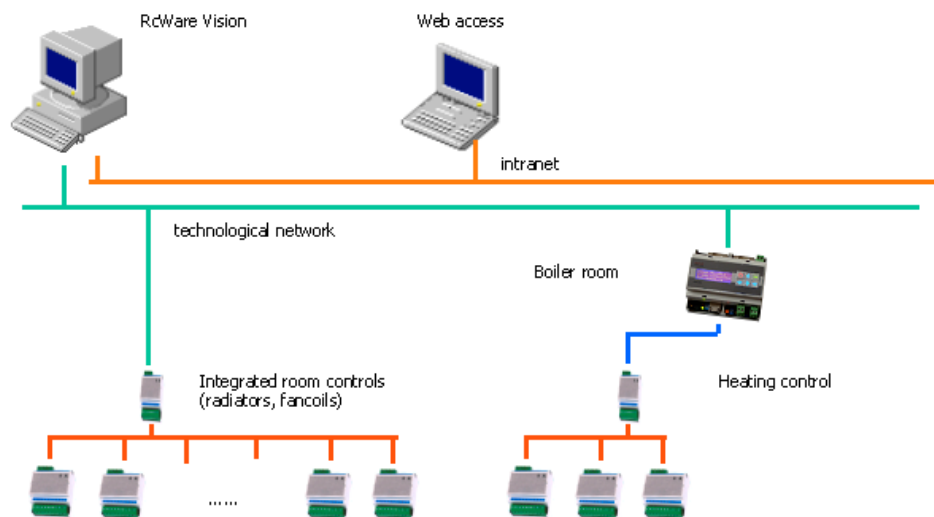 RcWare Vision
Web access
intranet
technological network
Boiler room
Integrated room controls
(radiators, fancoils)
Heating control
......